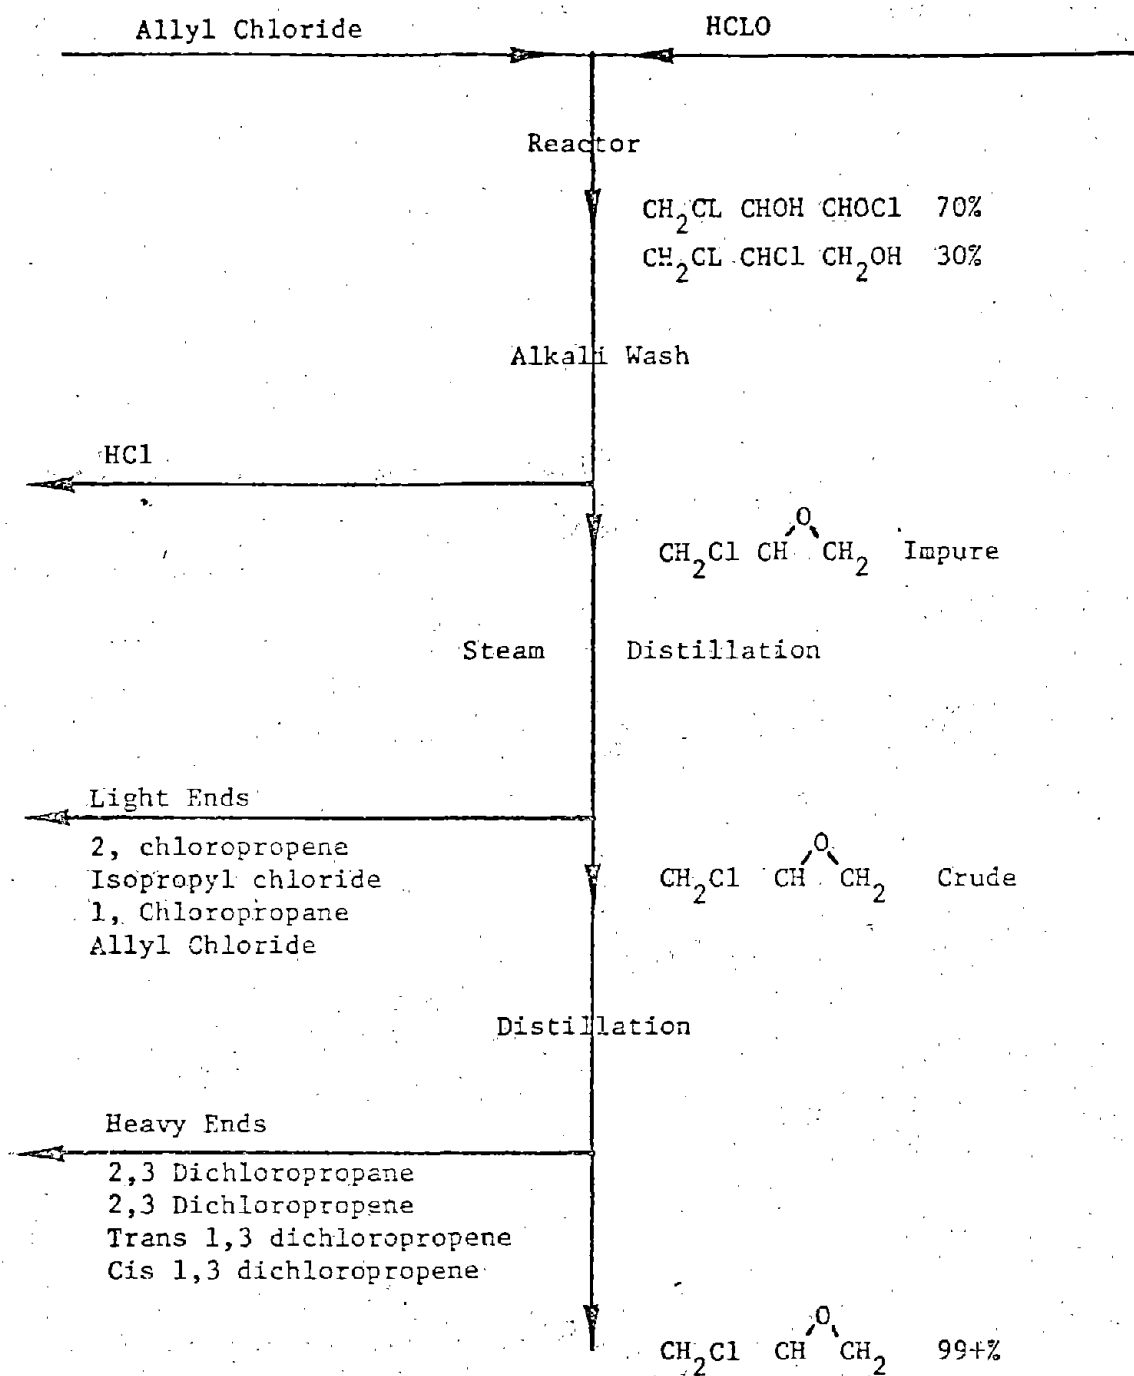 Allyl Chloride
HCLO
Reactor
CH₂CL CHOH CHOCl 70%
CH₂CL CHCl CH₂OH 30%
Alkali Wash
HCl
O
CH₂Cl CH CH₂ Impure
Steam Distillation
Light Ends
2, chloropropene
Isopropyl chloride
1, Chloropropane
Allyl Chloride
O
CH₂Cl CH CH₂ Crude
Distillation
Heavy Ends
2,3 Dichloropropane
2,3 Dichloropropene
Trans 1,3 dichloropropene
Cis 1,3 dichloropropene
O
CH₂Cl CH CH₂ 99+%